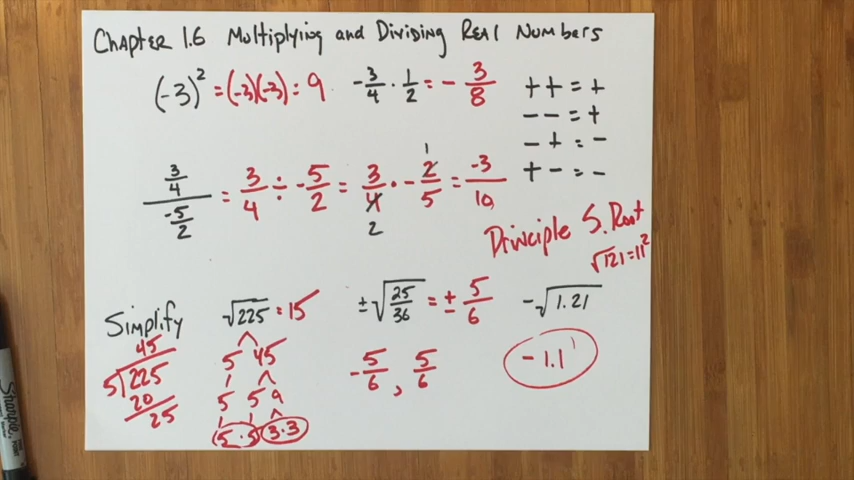 Chapter 1.6 Multiplying and Dividing Real Numbers
(-3)² = (-3)(-3) = 9
-3/4 · 1/2 = - 3/8
+ + = +
- - = +
- + = -
+ - = -
3/4 / -5/2 = 3/4 ÷ -5/2 = 3/4 · - 2/5 = -3/10
1
2
Principle S. Root
√121 = 11²
Simplify
√225 = 15
± √25/36 = ± 5/6
-√1.21
45
5 225
20
25
5 45
5 5 9
5 · 5 3·3
-5/6 , 5/6
-1.1
Sharpie